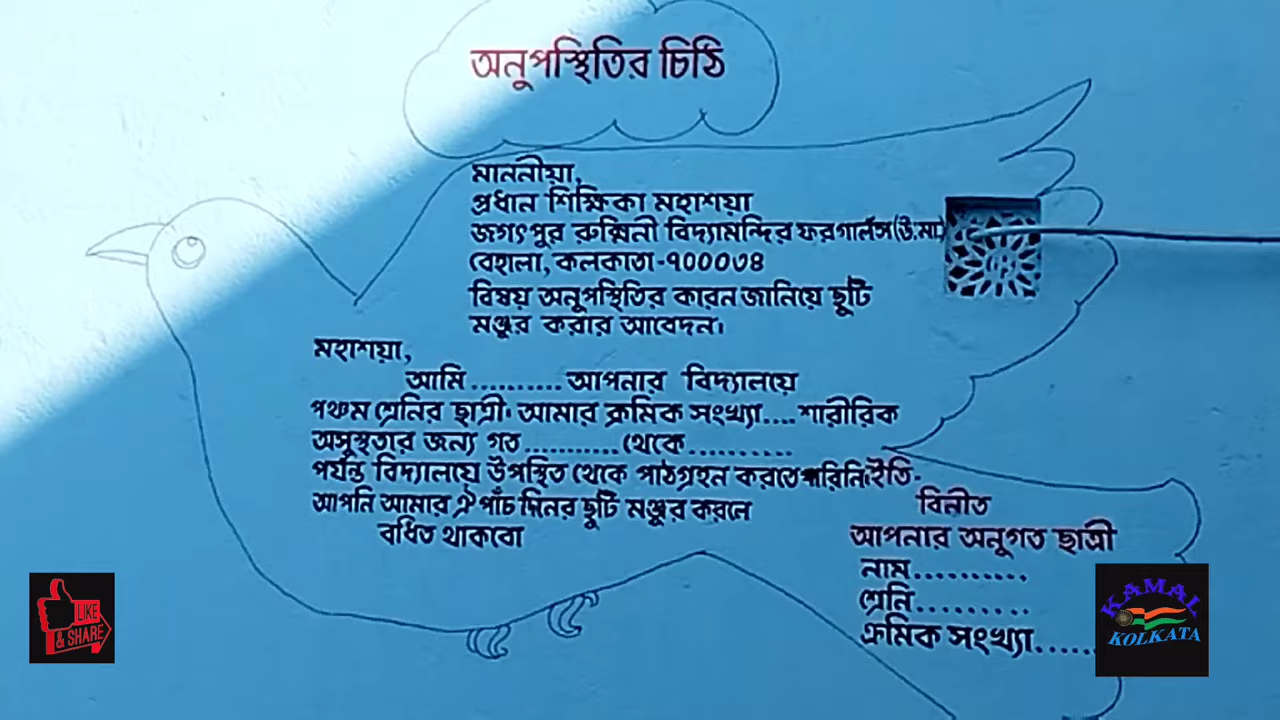 অনুপস্থিতির চিঠি
মাননীয়া,
প্রধান শিক্ষিকা মহাশয়া
জগৎপুর রুক্মিনী বিদ্যামন্দির ফরগার্লস(উ:মা)
বেহালা, কলকাতা-৭০০০৩৪
বিষয় অনুপস্থিতির কারন জানিয়ে ছুটি
মঞ্জুর করার আবেদন।
মহাশয়া,
আমি .......... আপনার বিদ্যালয়ে
পঞ্চম শ্রেনির ছাত্রী। আমার ক্রমিক সংখ্যা.... শারীরিক
অসুস্থতার জন্য গত ........... থেকে ...........
পর্যন্ত বিদ্যালয়ে উপস্থিত থেকে পাঠগ্রহন করতে পারিনি। ইতি-
আপনি আমার ঐ পাঁচ দিনের ছুটি মঞ্জুর করলে
বধিত থাকবো
বিনীত
আপনার অনুগত ছাত্রী
নাম..........
শ্রেনি..........
ক্রমিক সংখ্যা......
LIKE
& SHARE
KAMAL
KOLKATA